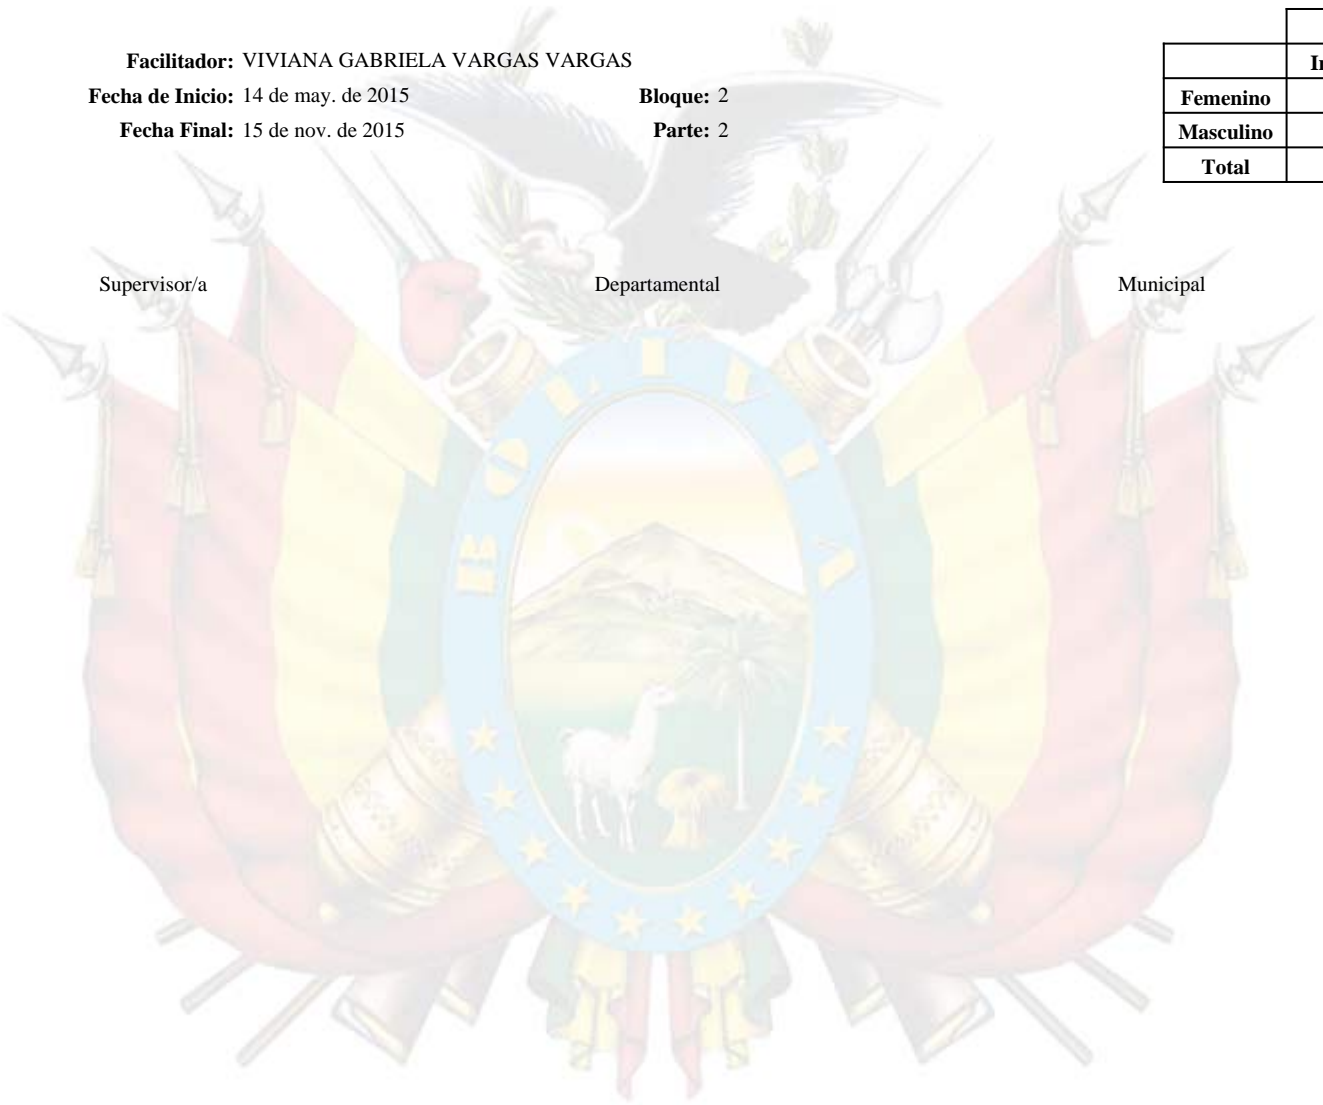 Facilitador: VIVIANA GABRIELA VARGAS VARGAS
Fecha de Inicio: 14 de may. de 2015 Bloque: 2
Fecha Final: 15 de nov. de 2015 Parte: 2
Femenino
Masculino
Total
Supervisor/a Departamental Municipal
BOLIVIA